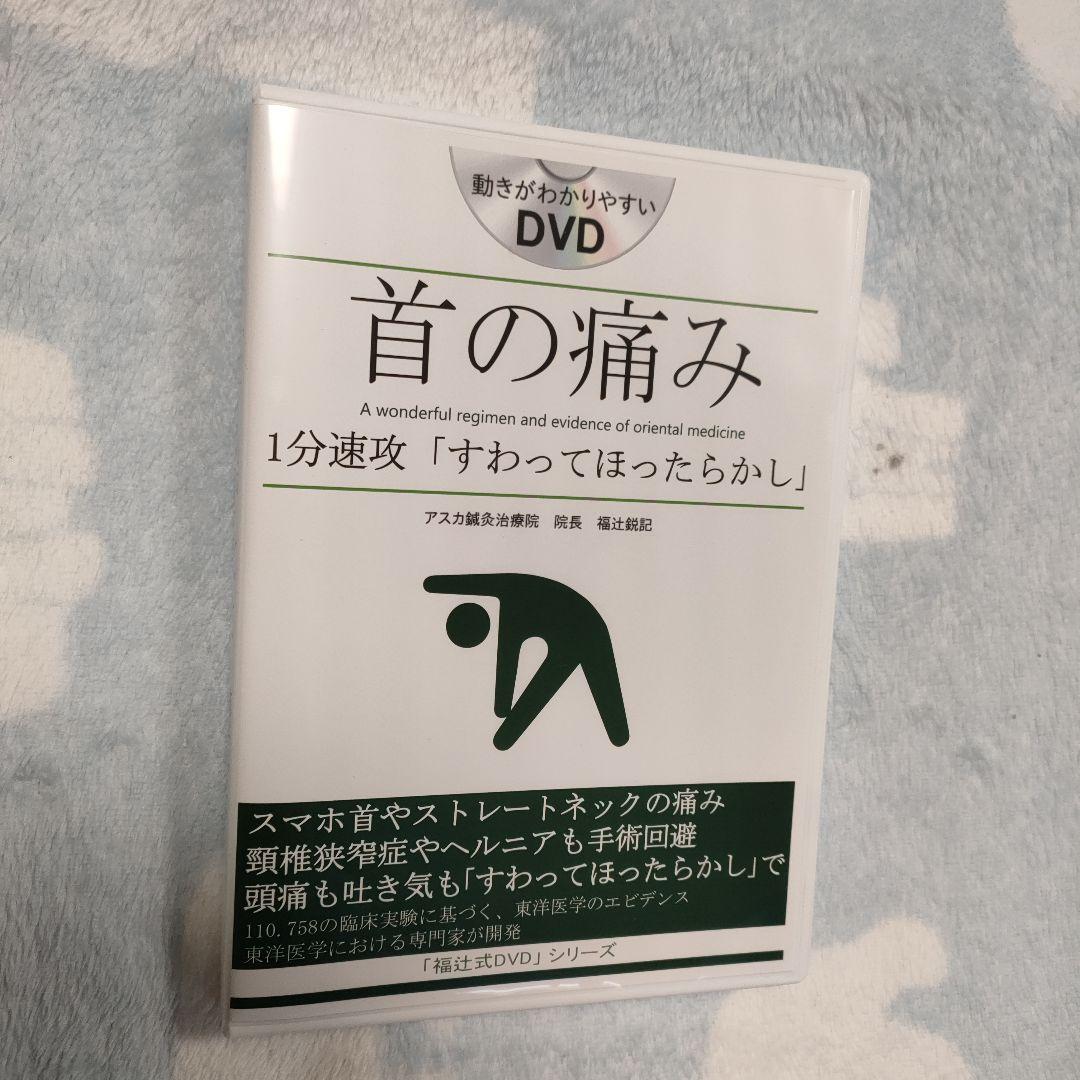 動きがわかりやすい
DVD
首の痛み
A wonderful regimen and evidence of oriental medicine
1分速攻「すわってほったらかし」
アスカ鍼灸治療院 院長 福辻鋭記
スマホ首やストレートネックの痛み
頸椎狭窄症やヘルニアも手術回避
頭痛も吐き気も「すわってほったらかし」で
110.758の臨床実験に基づく、東洋医学のエビデンス
東洋医学における専門家が開発
「福辻式DVD」シリーズ